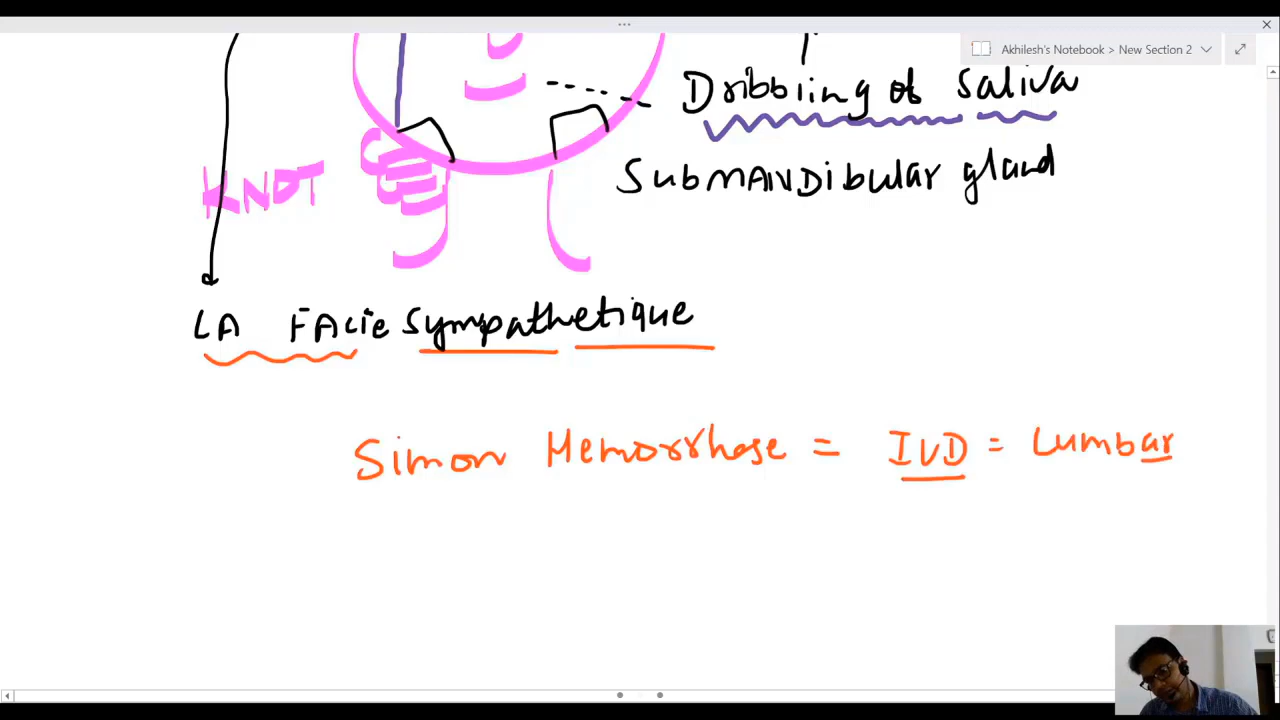 Akhilesh's Notebook > New Section 2
Dribbling of Saliva
SubMANDibular gland
KNOT
LA FAcie sympathetique
Simon Hemorrhage = IVD = Lumbar